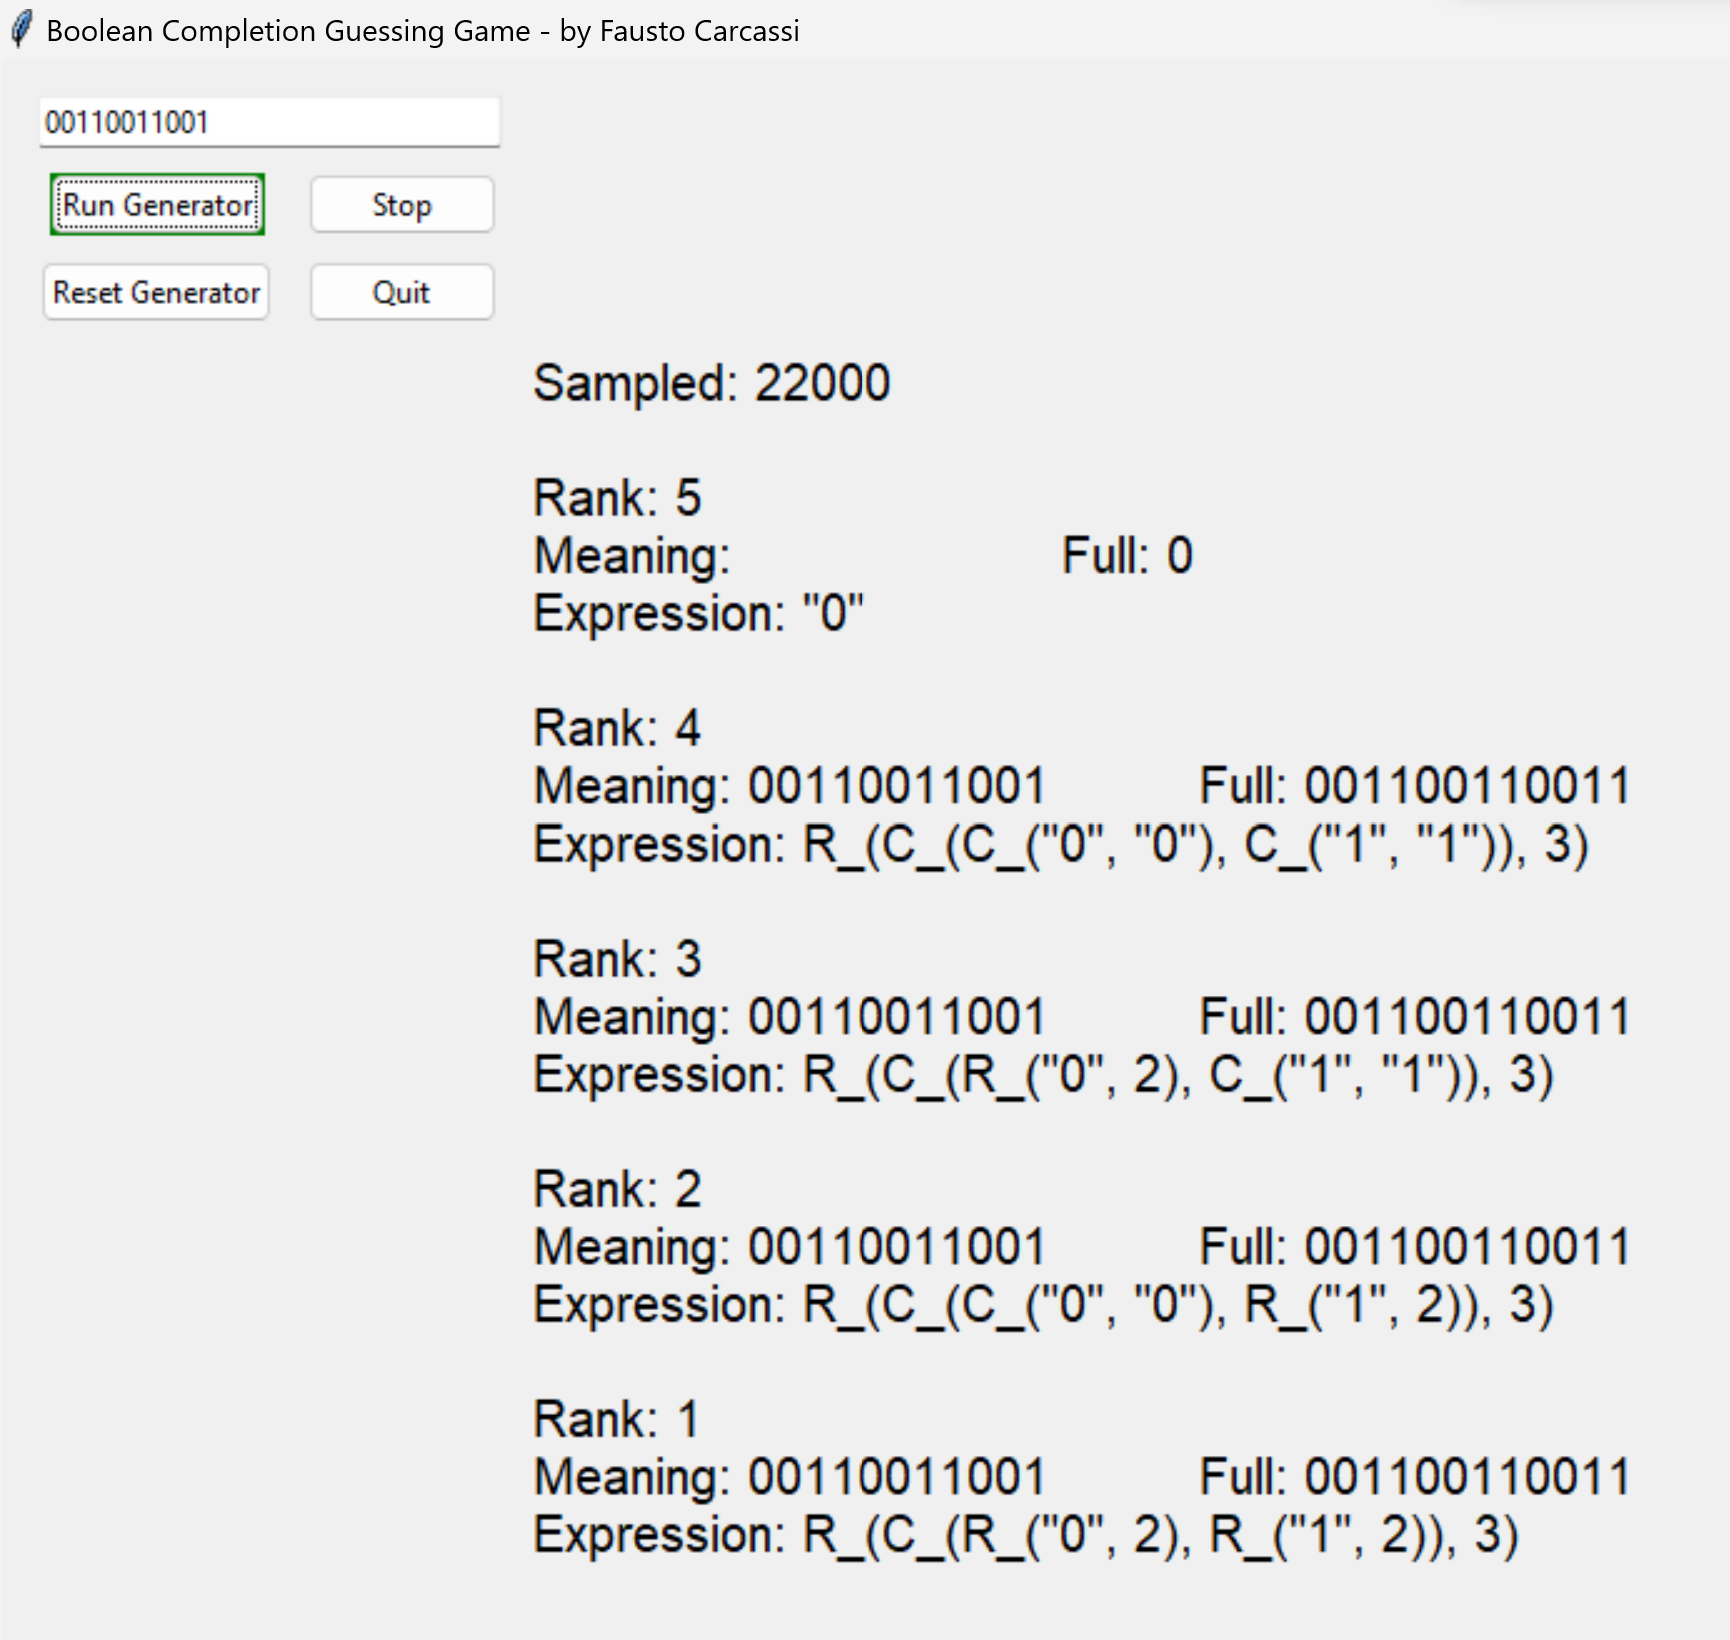 Boolean Completion Guessing Game - by Fausto Carcassi
00110011001
Run Generator Stop
Reset Generator Quit
Sampled: 22000
Rank: 5
Meaning: Full: 0
Expression: "0"
Rank: 4
Meaning: 00110011001 Full: 001100110011
Expression: R_(C_(C_("0", "0"), C_("1", "1")), 3)
Rank: 3
Meaning: 00110011001 Full: 001100110011
Expression: R_(C_(R_("0", 2), C_("1", "1")), 3)
Rank: 2
Meaning: 00110011001 Full: 001100110011
Expression: R_(C_(C_("0", "0"), R_("1", 2)), 3)
Rank: 1
Meaning: 00110011001 Full: 001100110011
Expression: R_(C_(R_("0", 2), R_("1", 2)), 3)